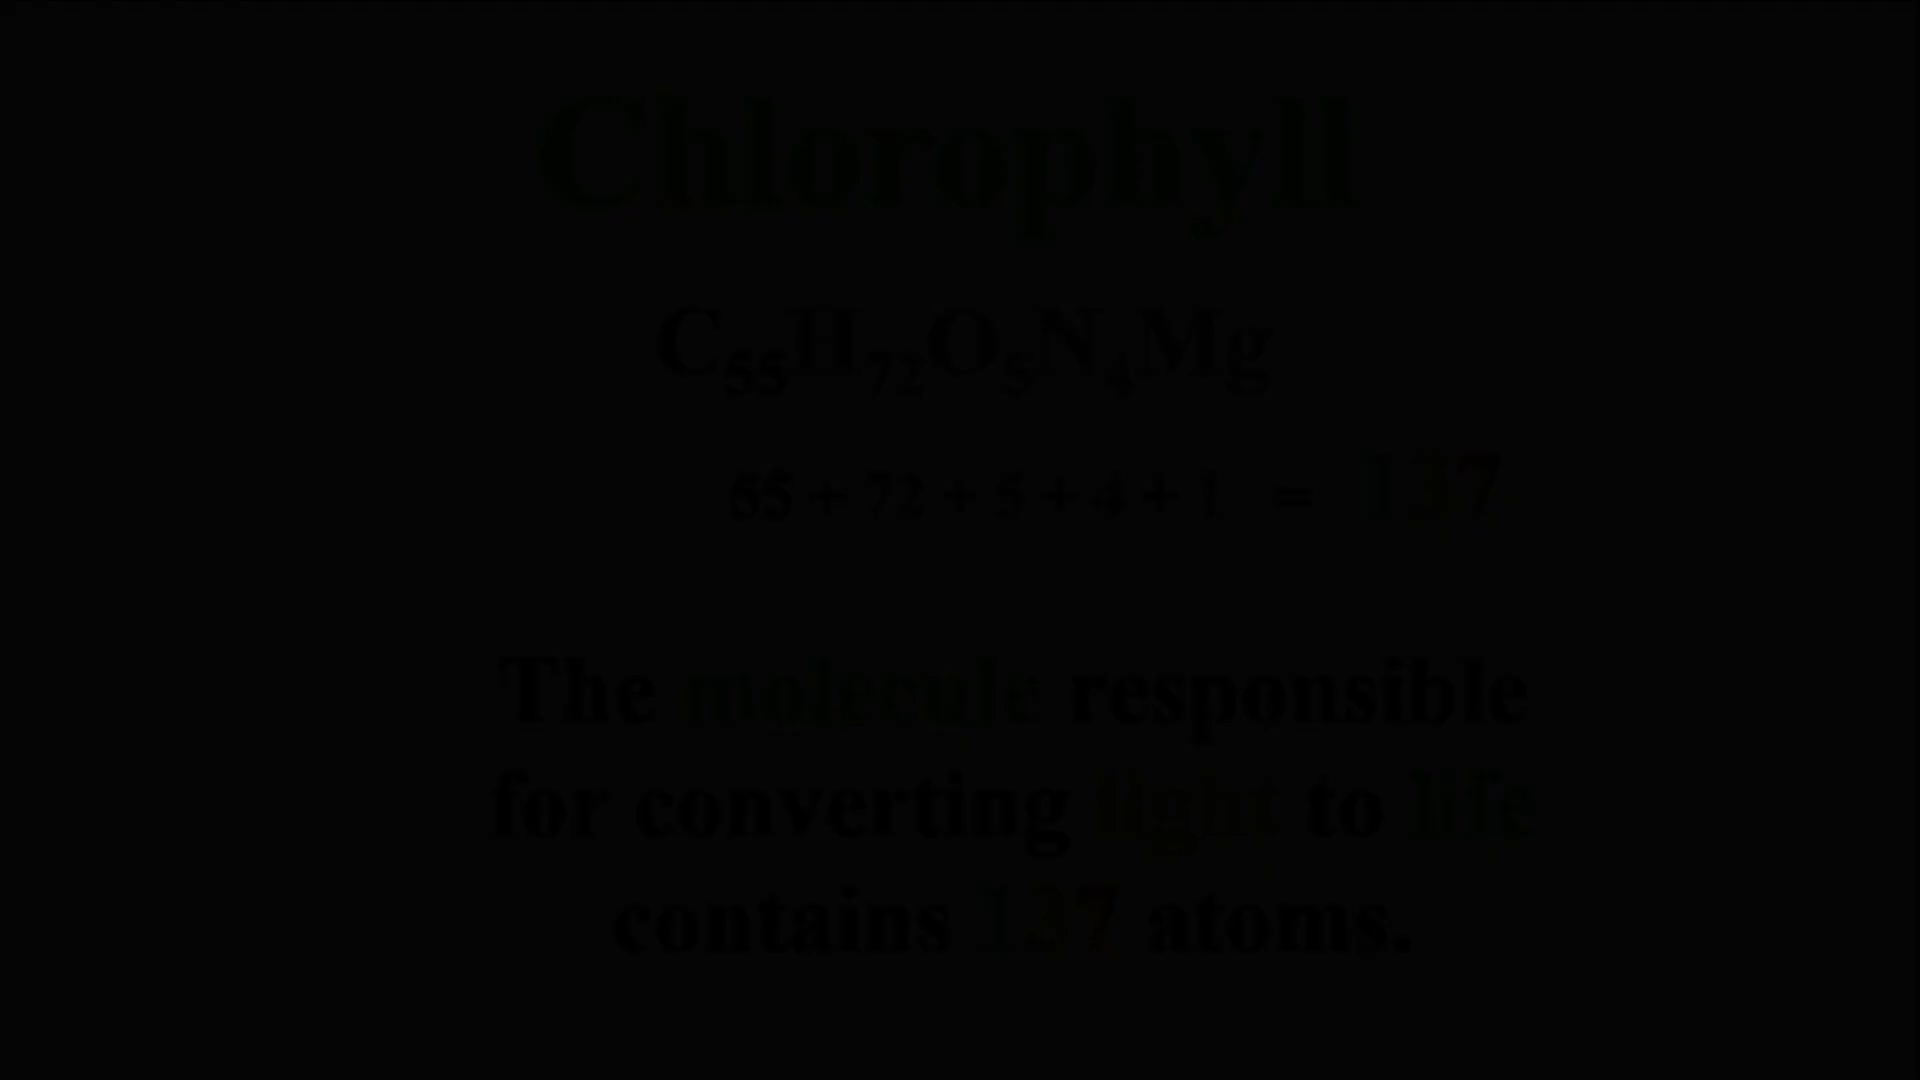 Chlorophyll
C₅₅H₇₂O₅N₄Mg
55 + 72 + 5 + 4 + 1 = 137
The molecule responsible
for converting light to life
contains 137 atoms.